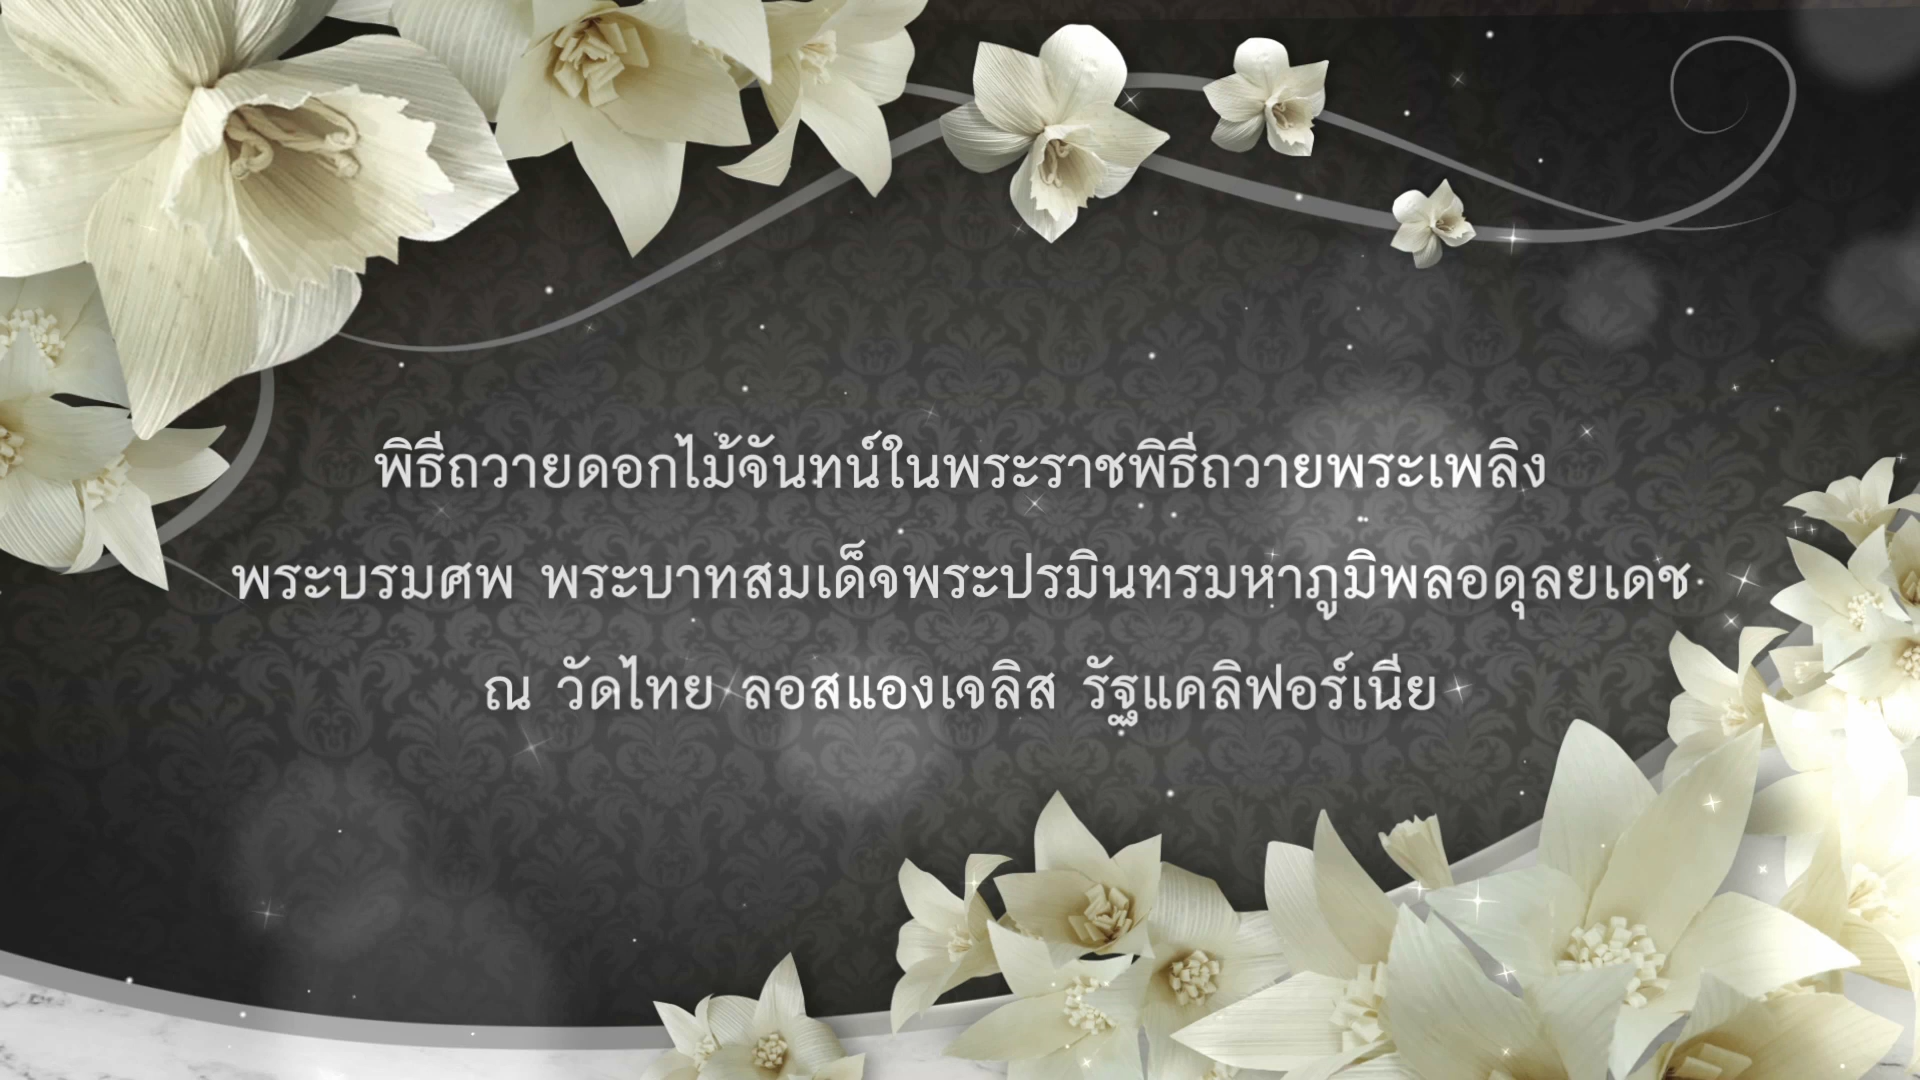 พิธีถวายดอกไม้จันทน์ในพระราชพิธีถวายพระเพลิง
พระบรมศพ พระบาทสมเด็จพระปรมินทรมหาภูมิพลอดุลยเดช
ณ วัดไทย ลอสแองเจลิส รัฐแคลิฟอร์เนีย